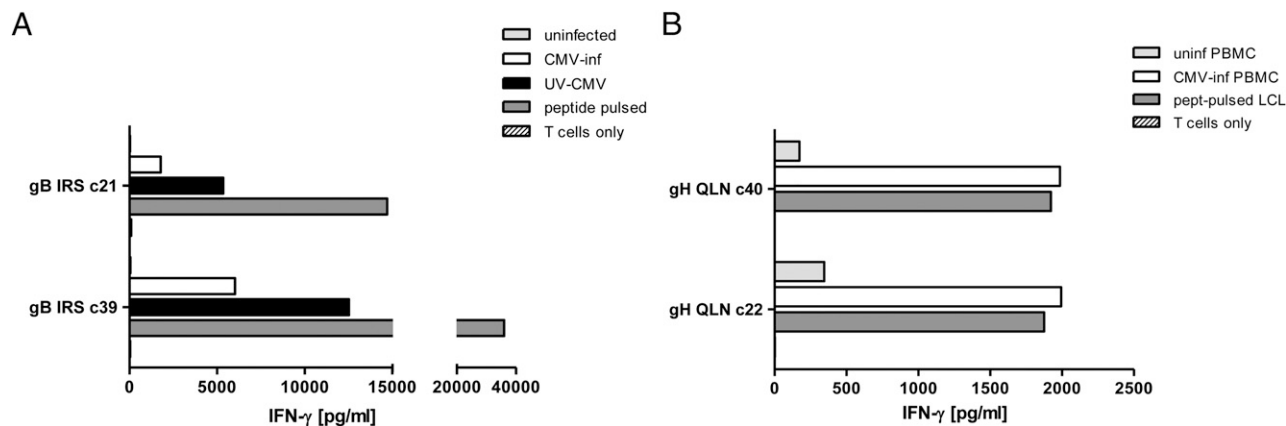 A
uninfected
CMV-inf
UV-CMV
peptide pulsed
T cells only
gB IRS c21
gB IRS c39
0 5000 10000 15000 20000 40000
IFN-γ [pg/ml]
B
uninf PBMC
CMV-inf PBMC
pept-pulsed LCL
T cells only
gH QLN c40
gH QLN c22
0 500 1000 1500 2000 2500
IFN-γ [pg/ml]